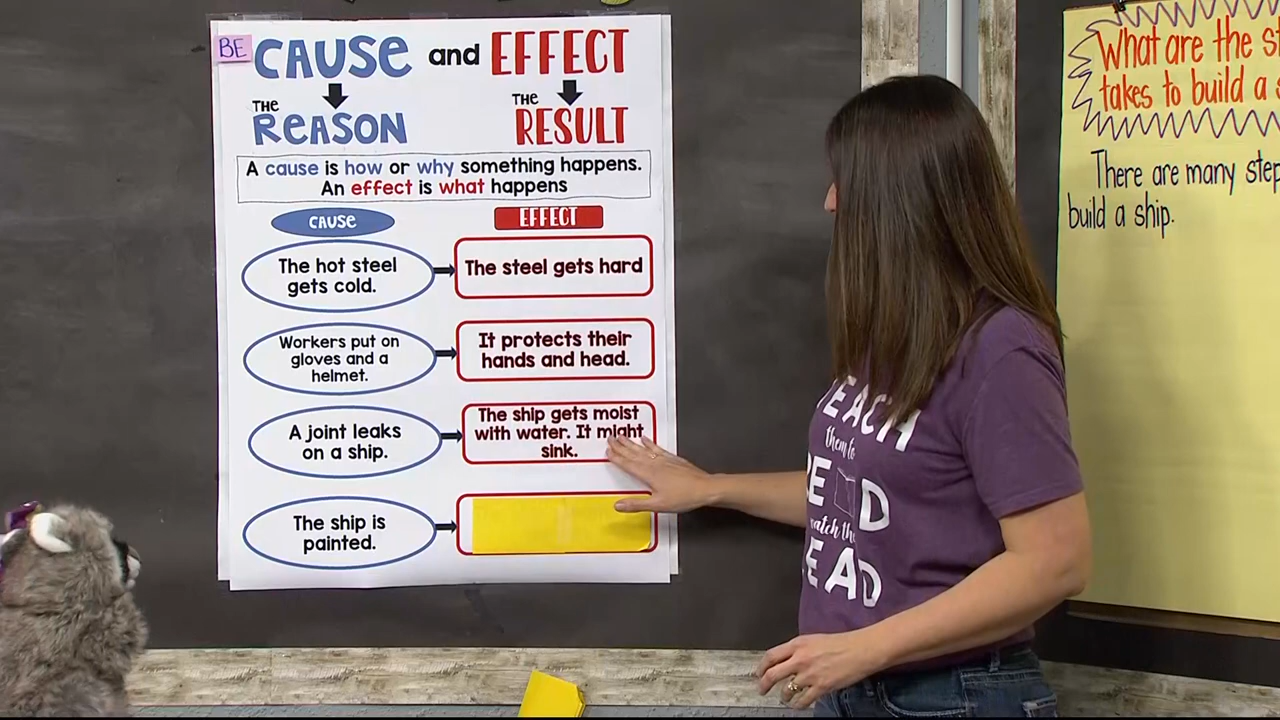 BE CAUSE and EFFECT
THE REASON
THE RESULT
A cause is how or why something happens.
An effect is what happens
CAUSE
EFFECT
The hot steel
gets cold.
The steel gets hard
Workers put on
gloves and a
helmet.
It protects their
hands and head.
A joint leaks
on a ship.
The ship gets moist
with water. It might
sink.
The ship is
painted.
TEACH
them to
READ
watch them
LEAD
What are the
takes to build a
There are many
build a ship.